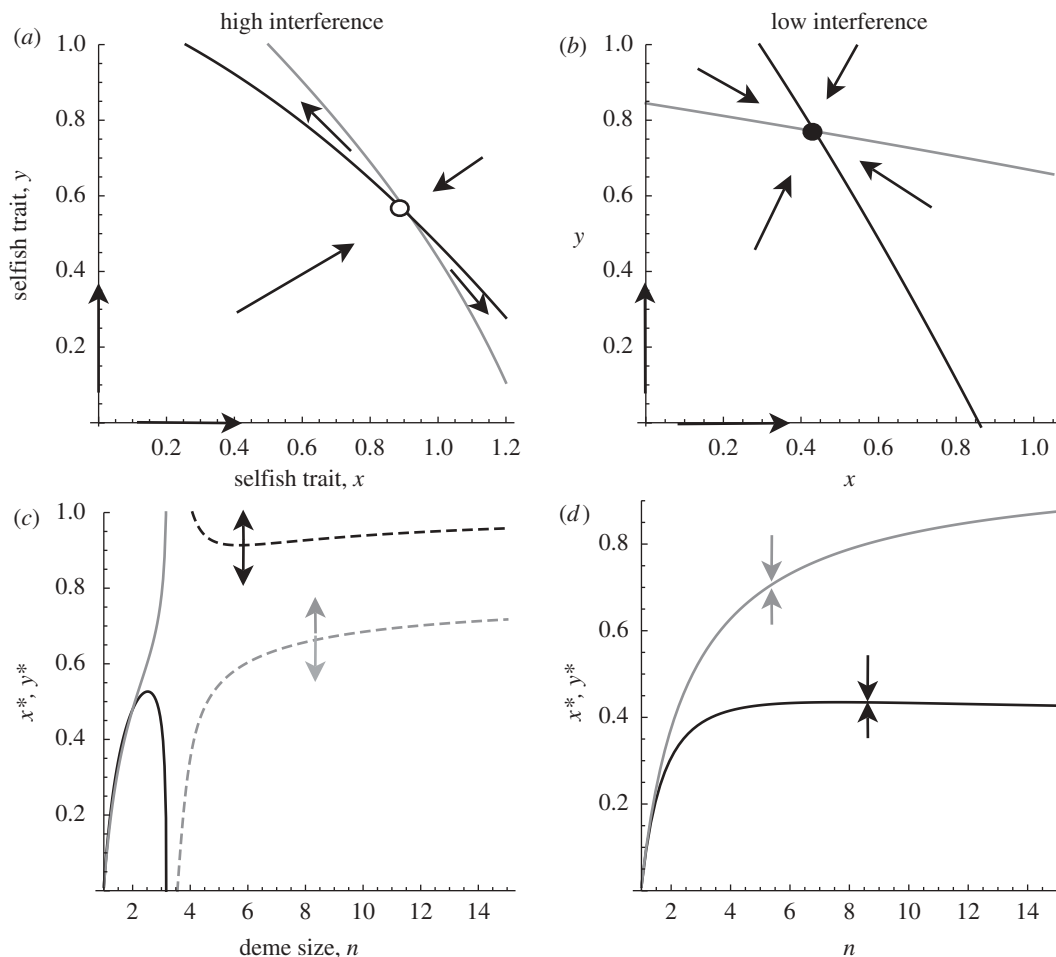 high interference
low interference
(a)
(b)
1.0
0.8
0.6
0.4
0.2
selfish trait, y
0.2 0.4 0.6 0.8 1.0 1.2
selfish trait, x
1.0
0.8
0.6
0.4
0.2
y
0.2 0.4 0.6 0.8 1.0
x
(c)
(d)
1.0
0.8
0.6
0.4
0.2
x*, y*
2 4 6 8 10 12 14
deme size, n
0.8
0.6
0.4
0.2
x*, y*
2 4 6 8 10 12 14
n